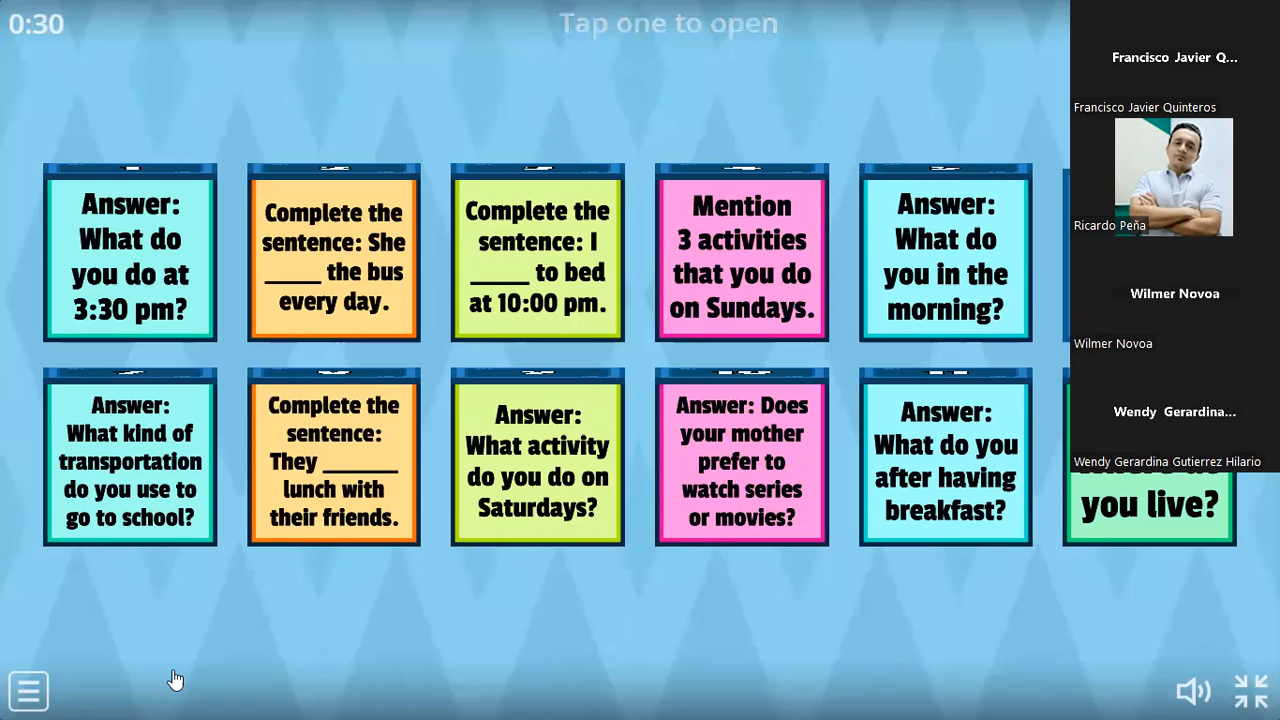 0:30
Tap one to open
Answer:
What do
you do at
3:30 pm?
Complete the
sentence: She
____ the bus
every day.
Complete the
sentence: I
____ to bed
at 10:00 pm.
Mention
3 activities
that you do
on Sundays.
Answer:
What do
you in the
morning?
Answer:
What kind of
transportation
do you use to
go to school?
Complete the
sentence:
They ______
lunch with
their friends.
Answer:
What activity
do you do on
Saturdays?
Answer: Does
your mother
prefer to
watch series
or movies?
Answer:
What do you
after having
breakfast?
you live?
Francisco Javier Q...
Francisco Javier Quinteros
Ricardo Peña
Wilmer Novoa
Wilmer Novoa
Wendy Gerardina...
Wendy Gerardina Gutierrez Hilario